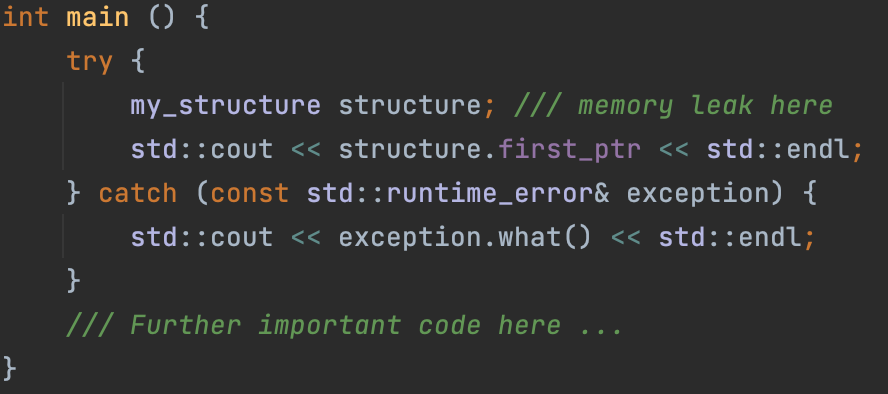 int main () {
    try {
        my_structure structure; /// memory leak here
        std::cout << structure.first_ptr << std::endl;
    } catch (const std::runtime_error& exception) {
        std::cout << exception.what() << std::endl;
    }
    /// Further important code here ...
}